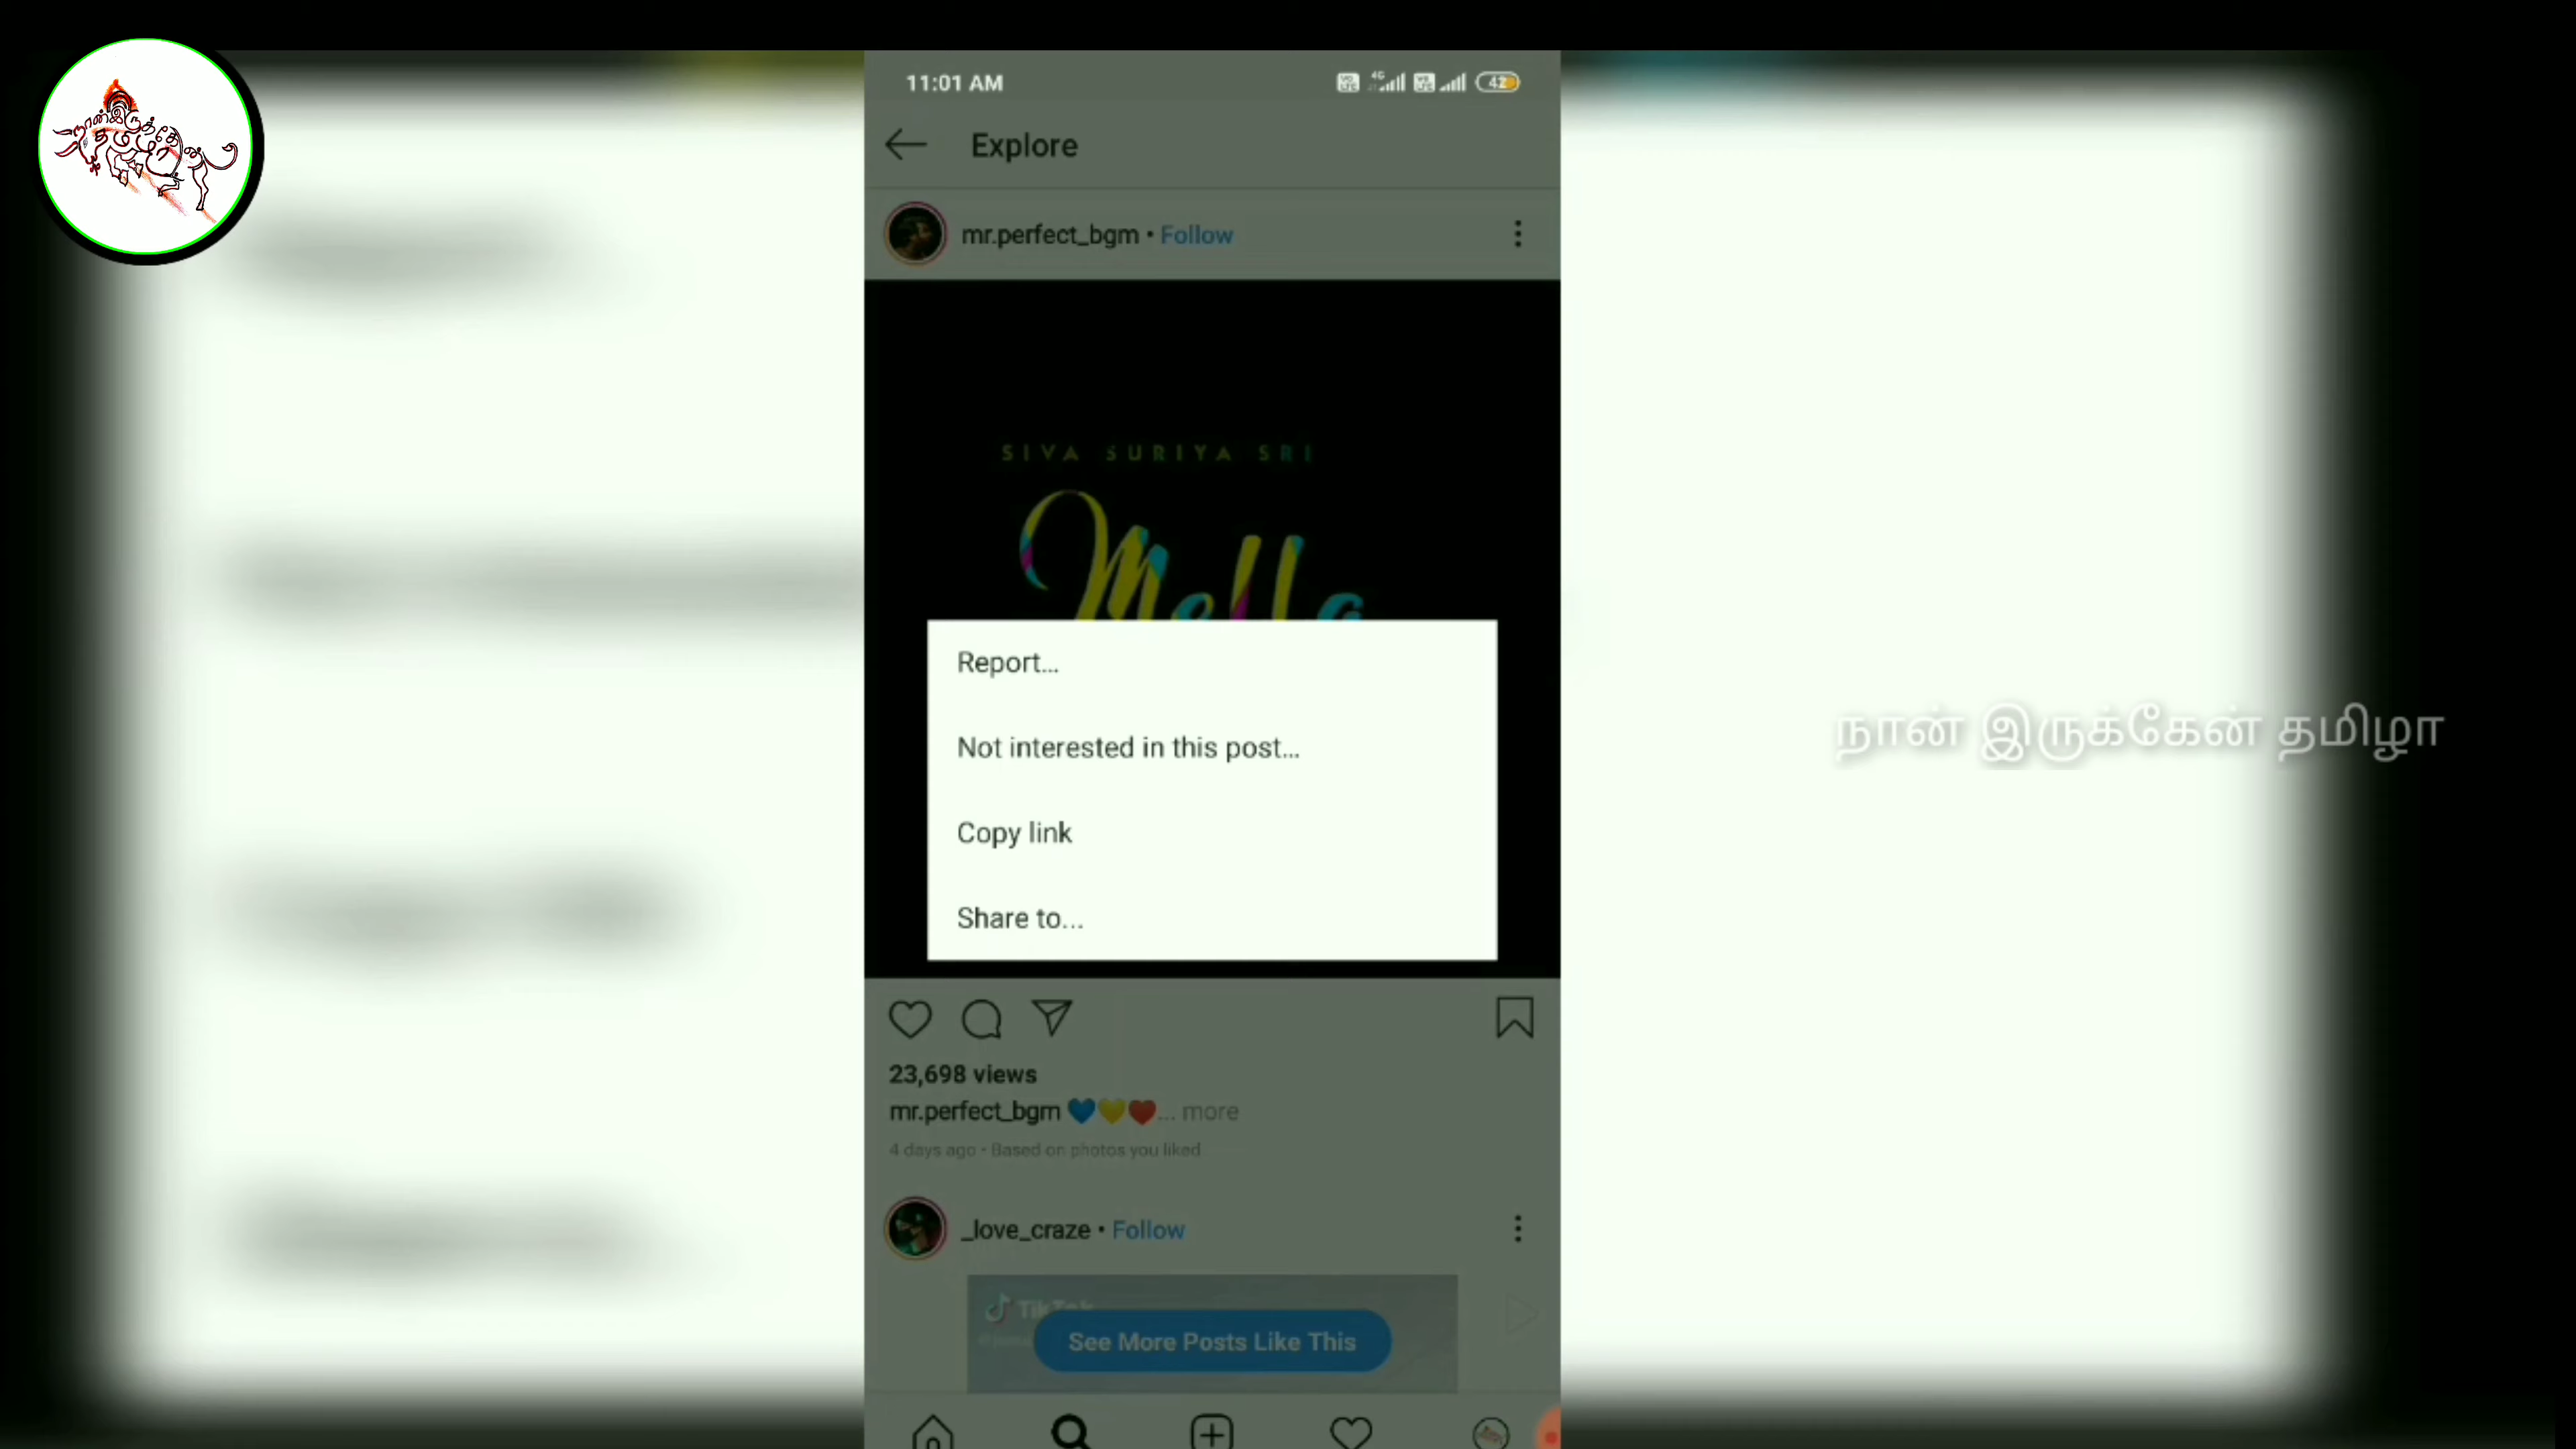 11:01 AM
42
Explore
mr.perfect_bgm • Follow
SIVA SURIYA SRI
Mella
Report...
Not interested in this post...
Copy link
Share to...
நான் இருக்கேன் தமிழா
23,698 views
mr.perfect_bgm 💙💛❤️... more
4 days ago • Based on photos you liked
_love_craze • Follow
TikTok
See More Posts Like This